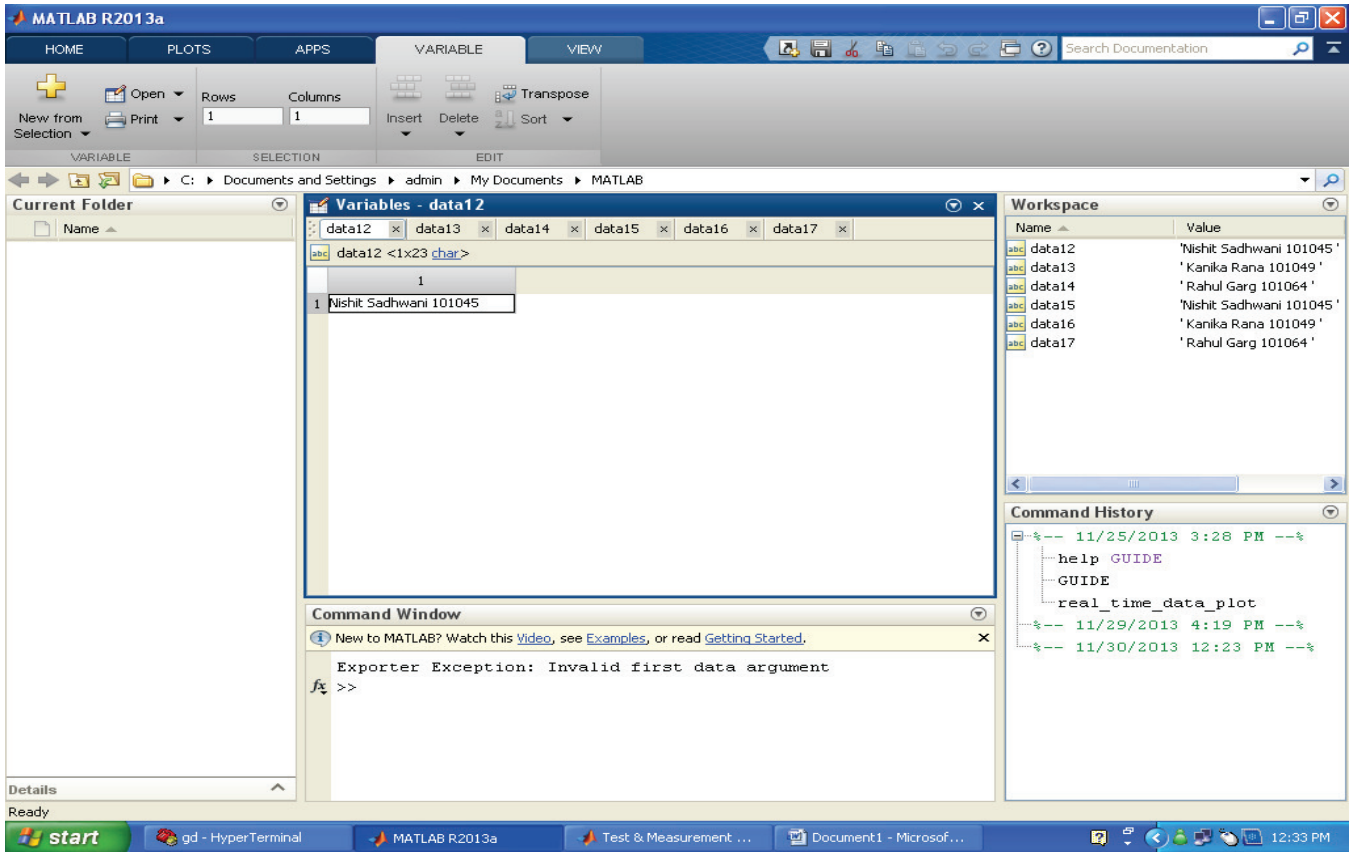 MATLAB R2013a
HOME PLOTS APPS VARIABLE VIEW
Search Documentation
New from Selection
Open
Print
Rows Columns
1 1
Insert Delete
Transpose
Sort
VARIABLE SELECTION EDIT
C: Documents and Settings admin My Documents MATLAB
Current Folder
Name
Details
Variables - data12
data12 data13 data14 data15 data16 data17
abc data12 <1x23 char>
1
1 Nishit Sadhwani 101045
Command Window
New to MATLAB? Watch this Video, see Examples, or read Getting Started.
Exporter Exception: Invalid first data argument
fx >>
Workspace
Name Value
abc data12 'Nishit Sadhwani 101045 '
abc data13 ' Kanika Rana 101049 '
abc data14 ' Rahul Garg 101064 '
abc data15 'Nishit Sadhwani 101045 '
abc data16 ' Kanika Rana 101049 '
abc data17 ' Rahul Garg 101064 '
Command History
%-- 11/25/2013 3:28 PM --%
help GUIDE
GUIDE
real_time_data_plot
%-- 11/29/2013 4:19 PM --%
%-- 11/30/2013 12:23 PM --%
Ready
start gd - HyperTerminal MATLAB R2013a Test & Measurement ... Document1 - Microsof... 12:33 PM